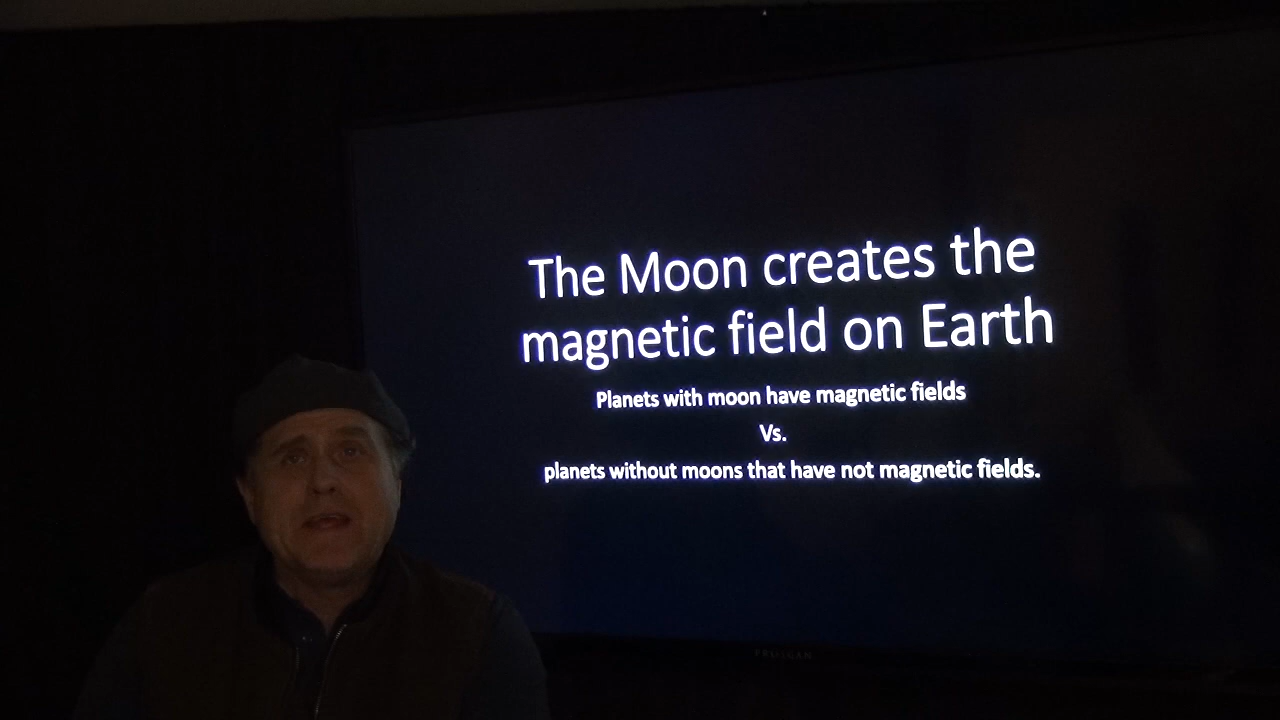 The Moon creates the
magnetic field on Earth
Planets with moon have magnetic fields
Vs.
planets without moons that have not magnetic fields.